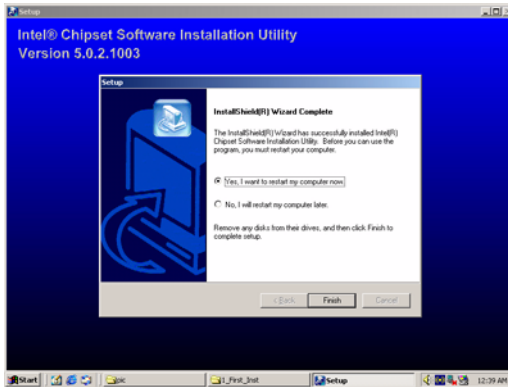 Setup
Intel® Chipset Software Installation Utility
Version 5.0.2.1003
Setup
InstallShield(R) Wizard Complete
The InstallShield(R) Wizard has successfully installed Intel(R)
Chipset Software Installation Utility. Before you can use the
program, you must restart your computer.
Yes, I want to restart my computer now.
No, I will restart my computer later.
Remove any disks from their drives, and then click Finish to
complete setup.
< Back
Finish
Cancel
Start
pic
1_First_Inst
Setup
12:39 AM